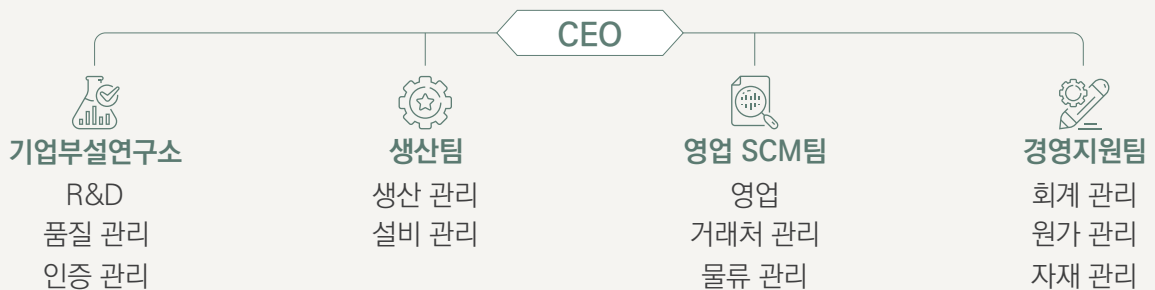 CEO
기업부설연구소
R&D
품질 관리
인증 관리
생산팀
생산 관리
설비 관리
영업 SCM팀
영업
거래처 관리
물류 관리
경영지원팀
회계 관리
원가 관리
자재 관리